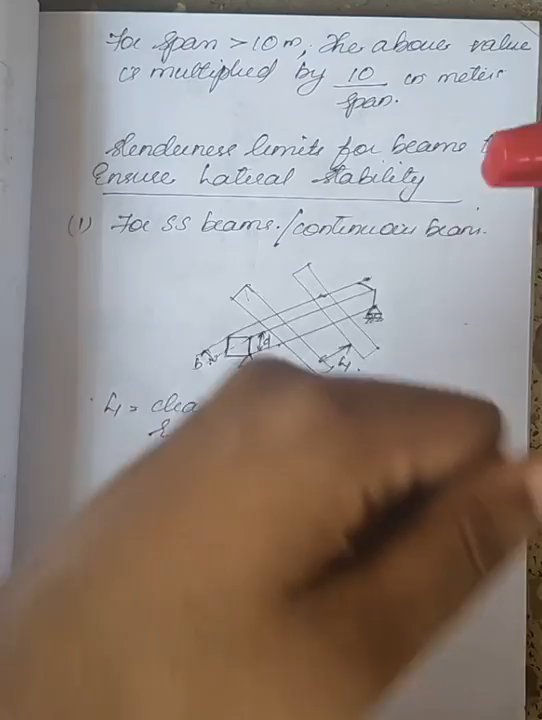 For span > 10 m, the above value
is multiplied by 10/span. in meter
Slenderness limits for beams t
Ensure Lateral Stability
(1) For SS beams./continuous beam.
b
d
L1
L1 = clea